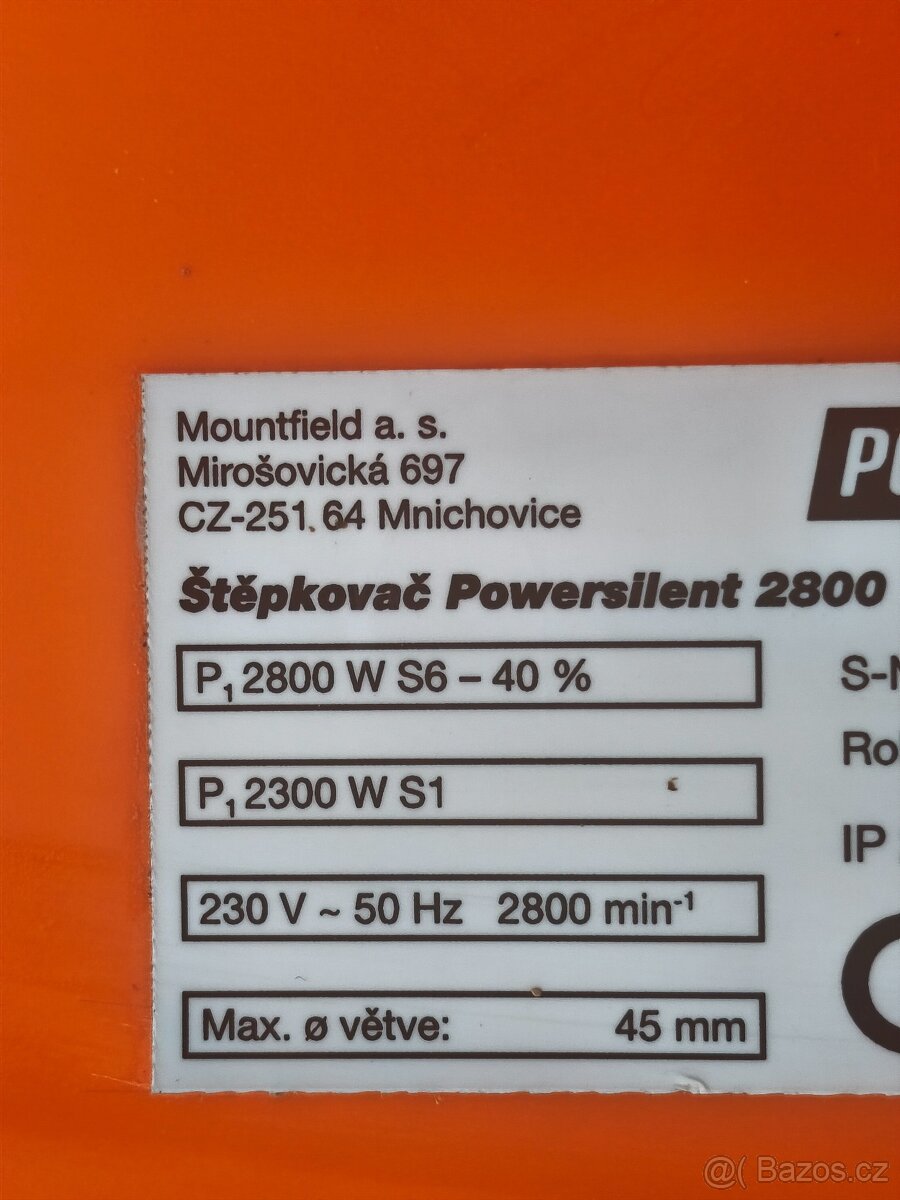 Mountfield a. s.
Mirošovická 697
CZ-251 64 Mnichovice
Štěpkovač Powersilent 2800
P₁ 2800 W S6 – 40 %
P₁ 2300 W S1
230 V ~ 50 Hz 2800 min⁻¹
Max. ø větve: 45 mm
IP
@( Bazos.cz